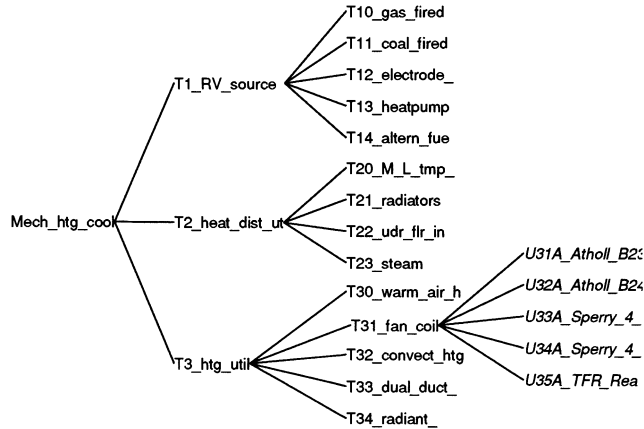 T10_gas_fired
T11_coal_fired
T1_RV_source
T12_electrode_
T13_heatpump
T14_altern_fue
T20_M_L_tmp_
T21_radiators
Mech_htg_cool
T2_heat_dist_ut
T22_udr_flr_in
T23_steam
U31A_Atholl_B23
T30_warm_air_h
U32A_Atholl_B24
T31_fan_coil
U33A_Sperry_4_
T3_htg_util
T32_convect_htg
U34A_Sperry_4_
T33_dual_duct_
U35A_TFR_Rea
T34_radiant_